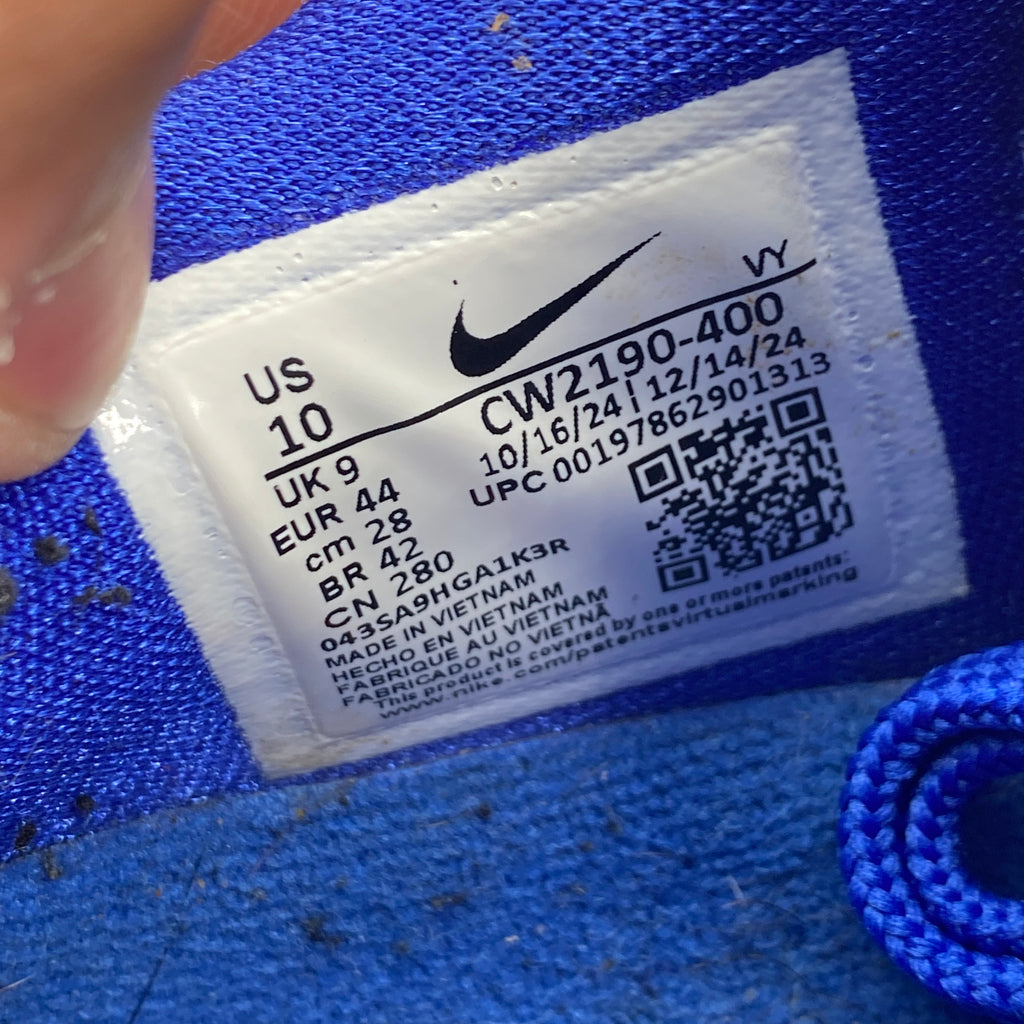 VY
US
10
CW2190-400
10/16/24 | 12/14/24
UPC 00197862901313
UK 9
EUR 44
cm 28
BR 42
CN 280
043SA9HGA1K3R
MADE IN VIETNAM
HECHO EN VIETNAM
FABRIQUE AU VIETNAM
FABRICADO NO VIETNÃ
This product is covered by one or more patents:
www.nike.com/patentsvirtualmarking